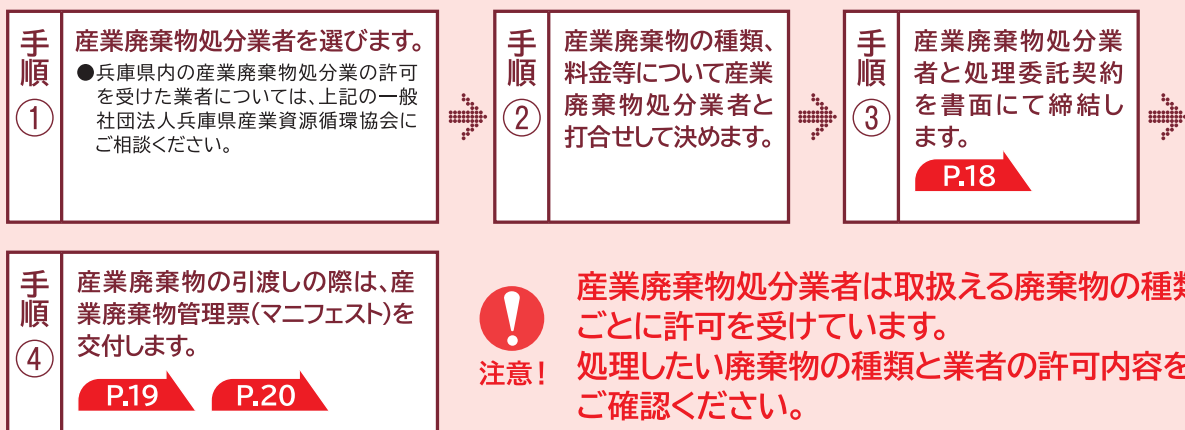 手順①
産業廃棄物処分業者を選びます。
●兵庫県内の産業廃棄物処分業の許可
を受けた業者については、上記の一般
社団法人兵庫県産業資源循環協会に
ご相談ください。
手順②
産業廃棄物の種類、
料金等について産業
廃棄物処分業者と
打合せして決めます。
手順③
産業廃棄物処分業
者と処理委託契約
を書面にて締結し
ます。
P.18
手順④
産業廃棄物の引渡しの際は、産
業廃棄物管理票(マニフェスト)を
交付します。
P.19 P.20
注意!
産業廃棄物処分業者は取扱える廃棄物の種類
ごとに許可を受けています。
処理したい廃棄物の種類と業者の許可内容を
ご確認ください。